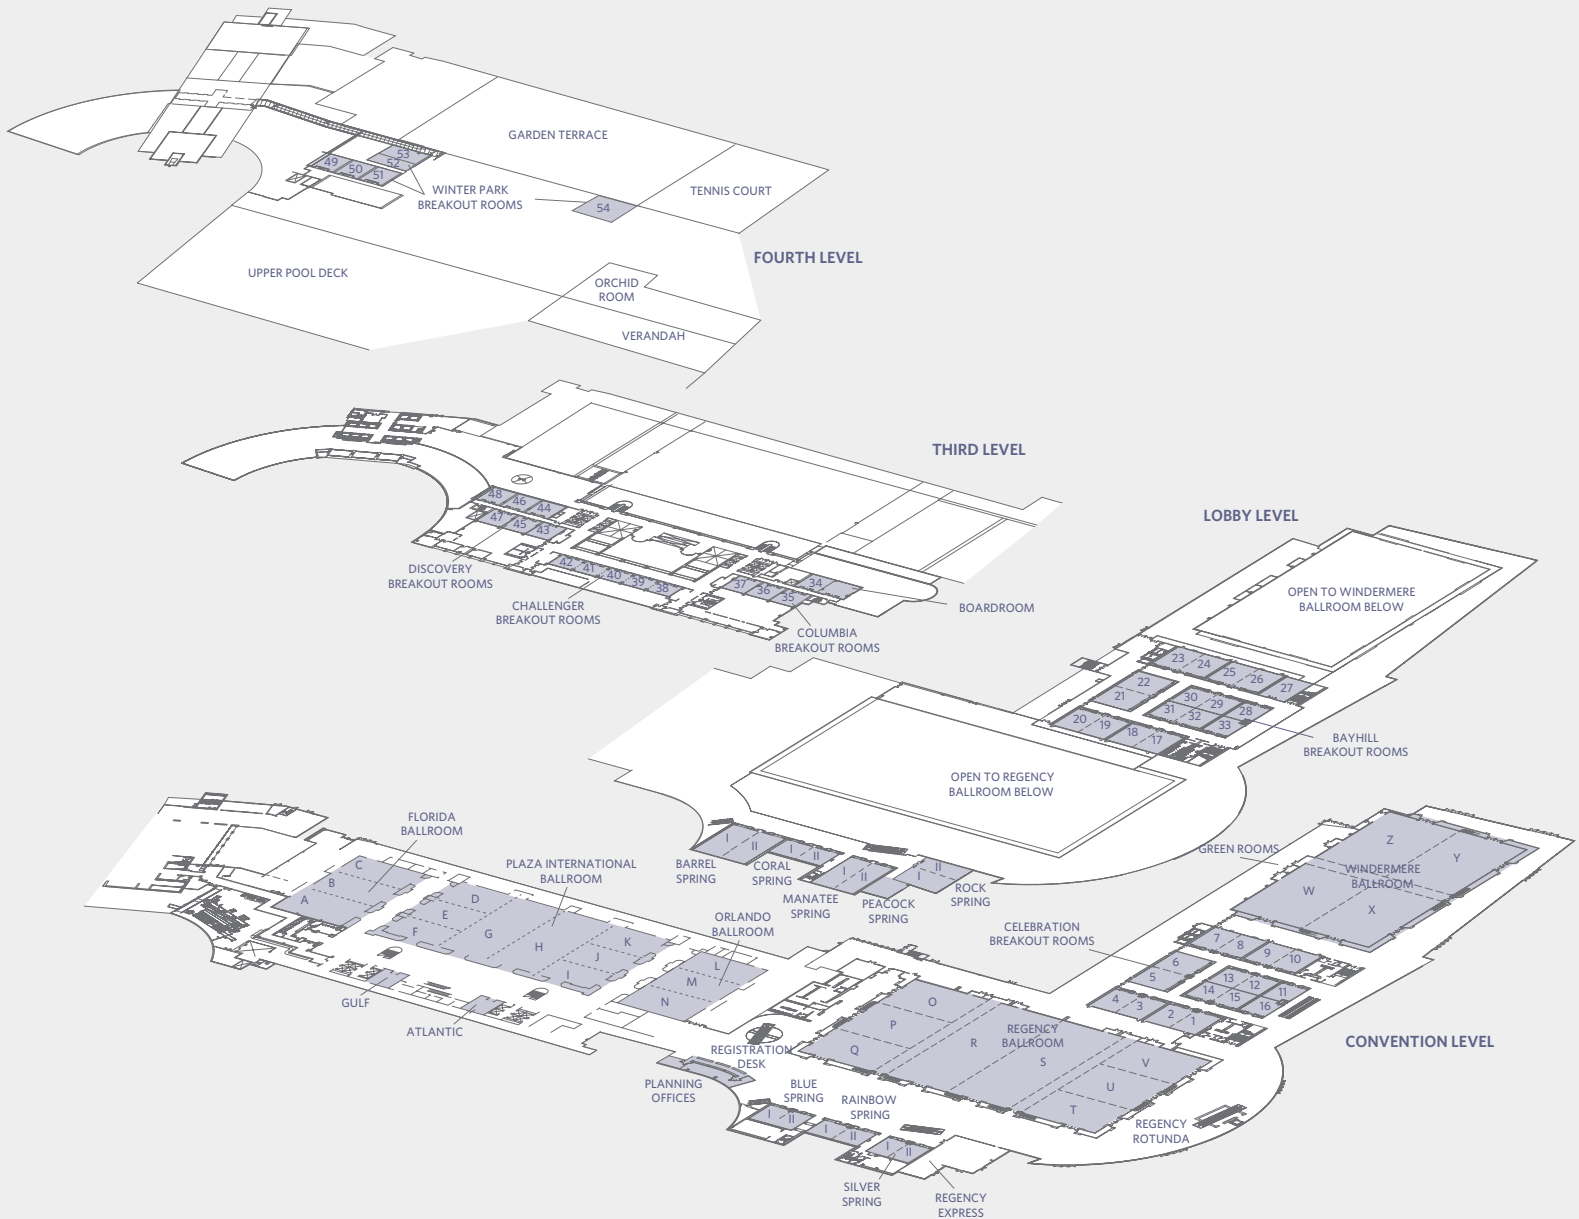 GARDEN TERRACE
53
49
52
50
51
WINTER PARK
BREAKOUT ROOMS
TENNIS COURT
54
FOURTH LEVEL
UPPER POOL DECK
ORCHID
ROOM
VERANDAH
THIRD LEVEL
48
46
44
47
45
43
DISCOVERY
BREAKOUT ROOMS
42
41
40
39
38
CHALLENGER
BREAKOUT ROOMS
37
36
35
34
BOARDROOM
COLUMBIA
BREAKOUT ROOMS
LOBBY LEVEL
OPEN TO WINDERMERE
BALLROOM BELOW
23
24
25
26
27
22
21
30
29
28
31
32
33
20
19
18
17
BAYHILL
BREAKOUT ROOMS
OPEN TO REGENCY
BALLROOM BELOW
I
II
BARREL
SPRING
I
II
CORAL
SPRING
I
II
MANATEE
SPRING
PEACOCK
SPRING
II
I
ROCK
SPRING
FLORIDA
BALLROOM
C
B
A
PLAZA INTERNATIONAL
BALLROOM
D
E
F
G
H
K
J
I
ORLANDO
BALLROOM
L
M
N
GULF
ATLANTIC
GREEN ROOMS
Z
Y
WINDERMERE
BALLROOM
W
X
CELEBRATION
BREAKOUT ROOMS
7
8
9
10
6
5
13
12
11
14
15
16
4
3
2
1
CONVENTION LEVEL
O
P
Q
R
REGENCY
BALLROOM
S
V
U
T
REGISTRATION
DESK
PLANNING
OFFICES
BLUE
SPRING
I
II
RAINBOW
SPRING
I
II
I
II
SILVER
SPRING
REGENCY
EXPRESS
REGENCY
ROTUNDA